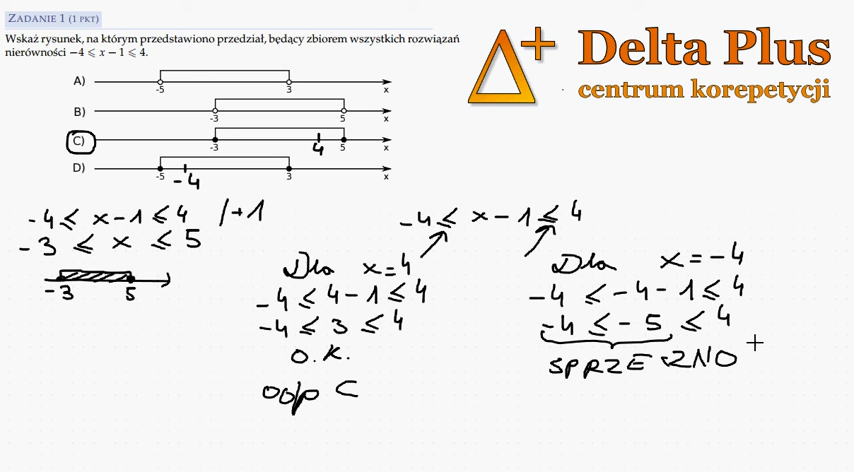 ZADANIE 1 (1 PKT)
Wskaż rysunek, na którym przedstawiono przedział, będący zbiorem wszystkich rozwiązań
nierówności −4 ⩽ x − 1 ⩽ 4.
A) -5 3 x
B) -3 5 x
C) -3 4 5 x
D) -5 -4 3 x
Δ+ Delta Plus
centrum korepetycji
-4 ⩽ x-1 ⩽ 4 /+1
-3 ⩽ x ⩽ 5
-3 5
-4 ⩽ x - 1 ⩽ 4
Dla x=4
-4 ⩽ 4-1 ⩽ 4
-4 ⩽ 3 ⩽ 4
O.K.
odp C
Dla x = -4
-4 ⩽ -4-1 ⩽ 4
-4 ⩽ -5 ⩽ 4
SPRZECZNO